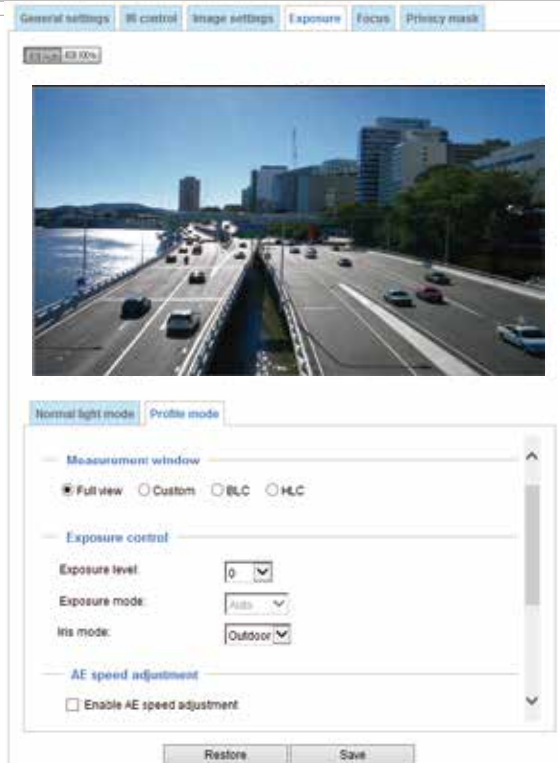 General settings IR control Image settings Exposure Focus Privacy mask
100%
Normal light mode Profile mode
Measurement window
Full view Custom BLC HLC
Exposure control
Exposure level: 0
Exposure mode: Auto
Iris mode: Outdoor
AE speed adjustment
Enable AE speed adjustment
Restore Save